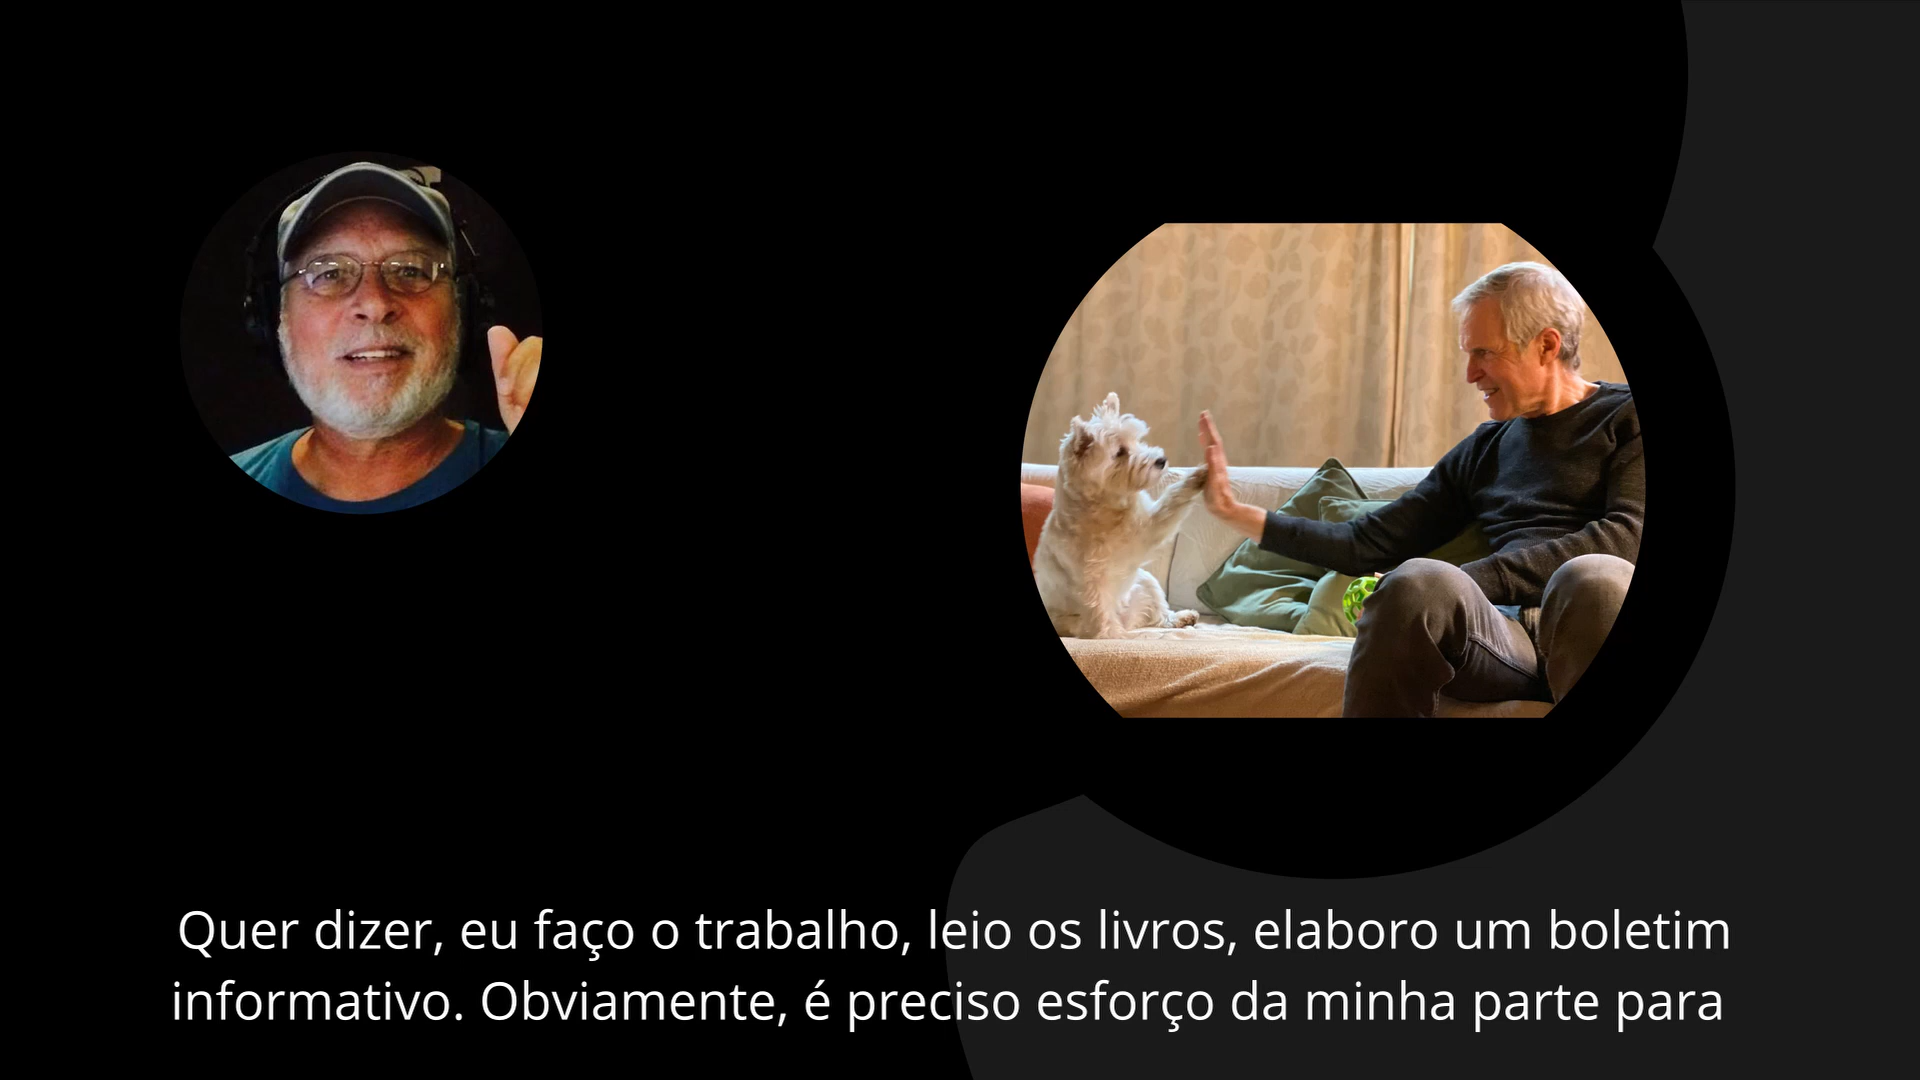 Quer dizer, eu faço o trabalho, leio os livros, elaboro um boletim
informativo. Obviamente, é preciso esforço da minha parte para